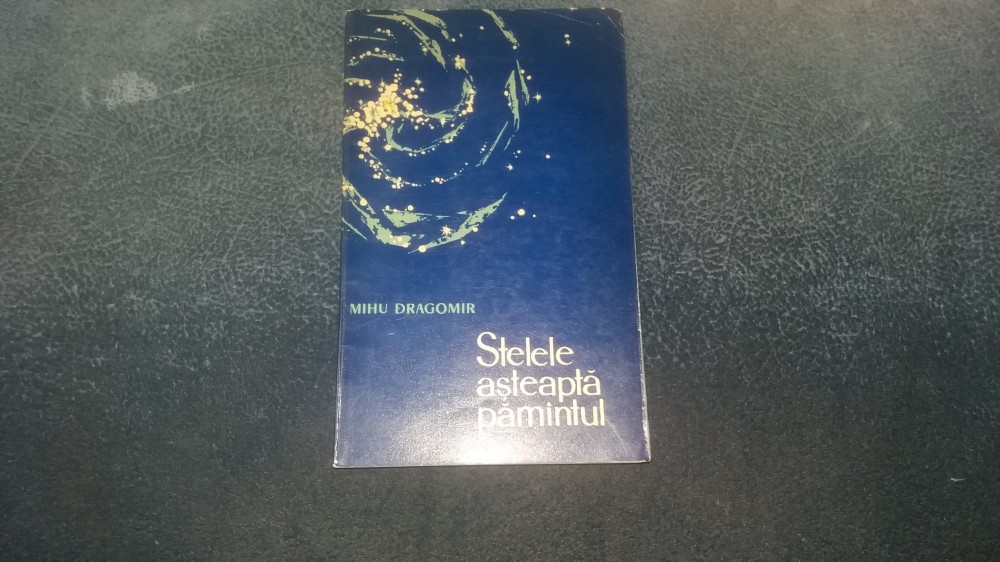 MIHU DRAGOMIR
Stelele
așteaptă
pămintul